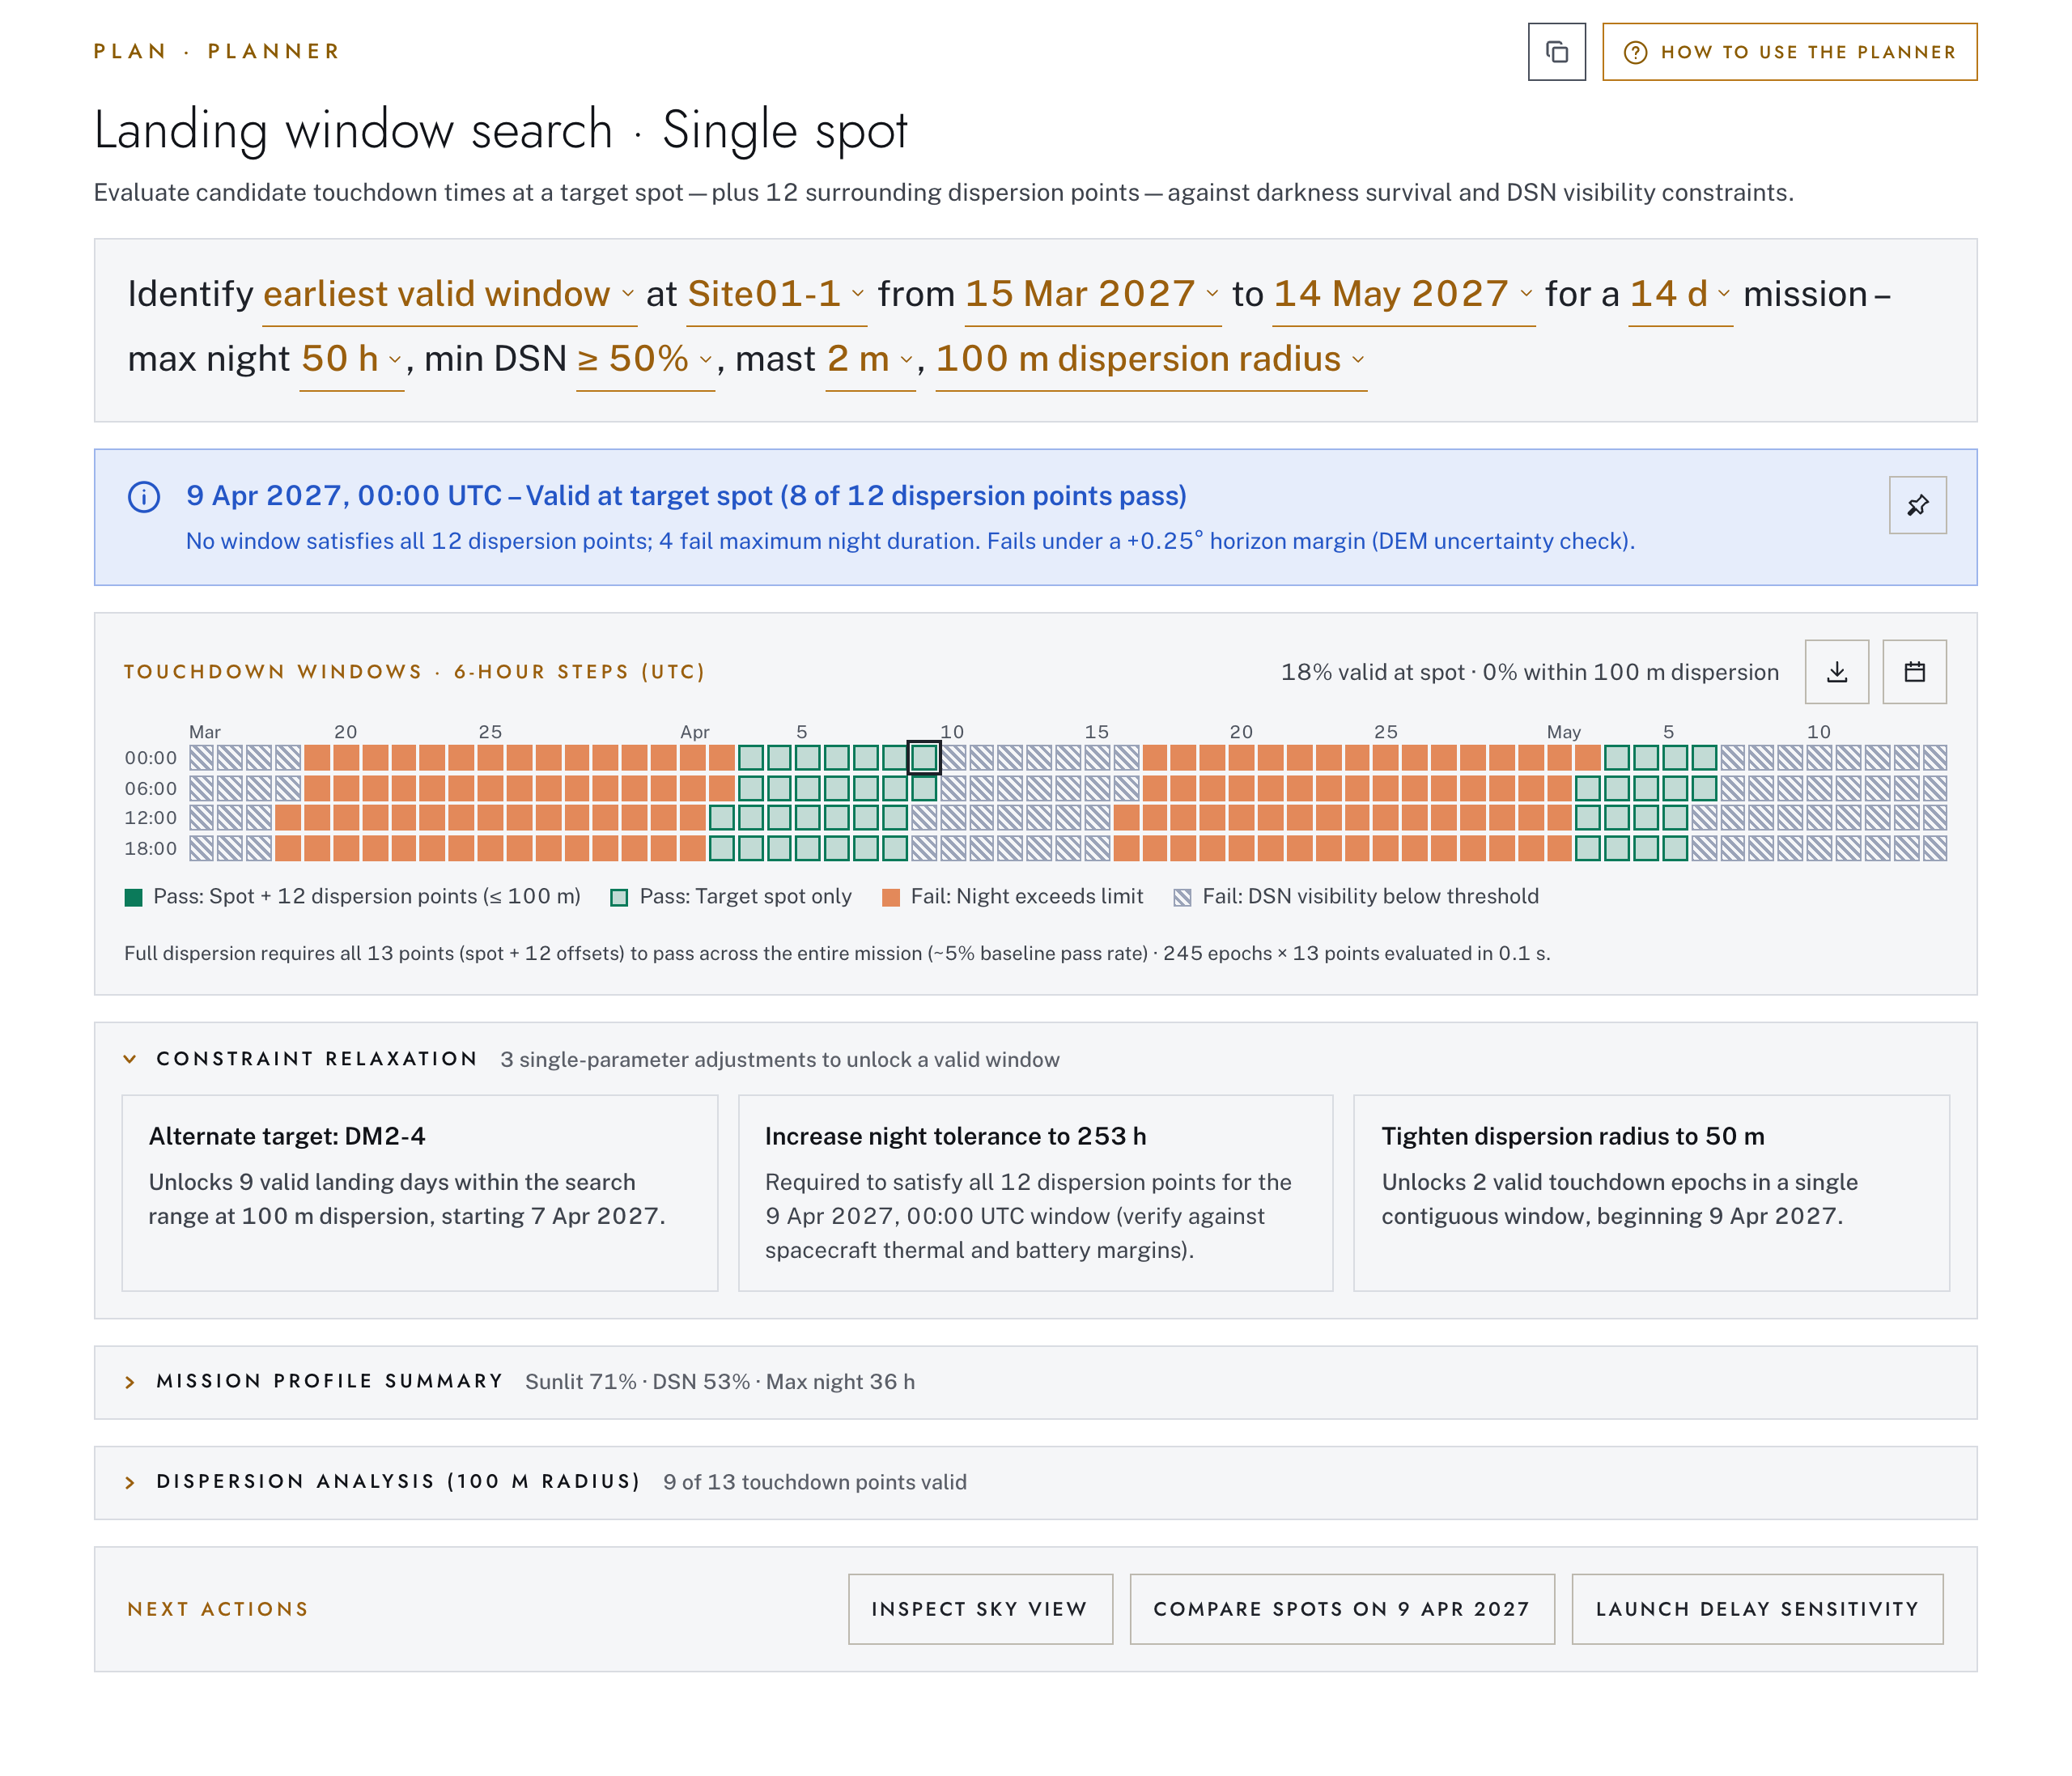 PLAN · PLANNER
HOW TO USE THE PLANNER
Landing window search · Single spot
Evaluate candidate touchdown times at a target spot—plus 12 surrounding dispersion points—against darkness survival and DSN visibility constraints.
Identify earliest valid window at Site01-1 from 15 Mar 2027 to 14 May 2027 for a 14 d mission –
max night 50 h, min DSN ≥ 50%, mast 2 m, 100 m dispersion radius
9 Apr 2027, 00:00 UTC – Valid at target spot (8 of 12 dispersion points pass)
No window satisfies all 12 dispersion points; 4 fail maximum night duration. Fails under a +0.25° horizon margin (DEM uncertainty check).
TOUCHDOWN WINDOWS · 6-HOUR STEPS (UTC)
18% valid at spot · 0% within 100 m dispersion
Mar 20 25 Apr 5 10 15 20 25 May 5 10
00:00
06:00
12:00
18:00
Pass: Spot + 12 dispersion points (≤ 100 m) Pass: Target spot only Fail: Night exceeds limit Fail: DSN visibility below threshold
Full dispersion requires all 13 points (spot + 12 offsets) to pass across the entire mission (~5% baseline pass rate) · 245 epochs × 13 points evaluated in 0.1 s.
CONSTRAINT RELAXATION 3 single-parameter adjustments to unlock a valid window
Alternate target: DM2-4
Unlocks 9 valid landing days within the search
range at 100 m dispersion, starting 7 Apr 2027.
Increase night tolerance to 253 h
Required to satisfy all 12 dispersion points for the
9 Apr 2027, 00:00 UTC window (verify against
spacecraft thermal and battery margins).
Tighten dispersion radius to 50 m
Unlocks 2 valid touchdown epochs in a single
contiguous window, beginning 9 Apr 2027.
MISSION PROFILE SUMMARY Sunlit 71% · DSN 53% · Max night 36 h
DISPERSION ANALYSIS (100 M RADIUS) 9 of 13 touchdown points valid
NEXT ACTIONS
INSPECT SKY VIEW
COMPARE SPOTS ON 9 APR 2027
LAUNCH DELAY SENSITIVITY